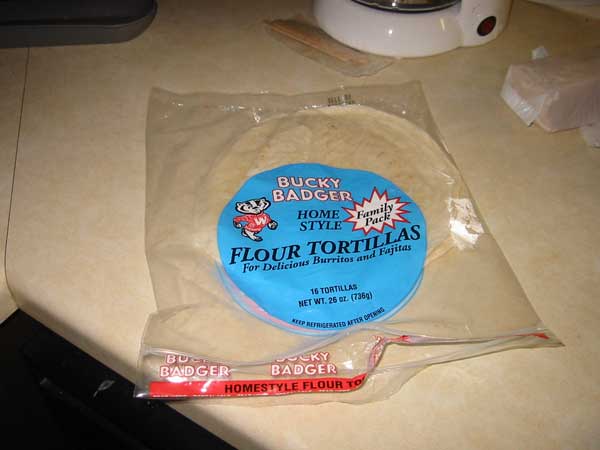 BUCKY
BADGER
HOME
STYLE
Family
Pack
W
FLOUR TORTILLAS
For Delicious Burritos and Fajitas
16 TORTILLAS
NET WT. 26 oz. (736g)
KEEP REFRIGERATED AFTER OPENING
BUCKY
BADGER
BUCKY
BADGER
HOMESTYLE FLOUR TO